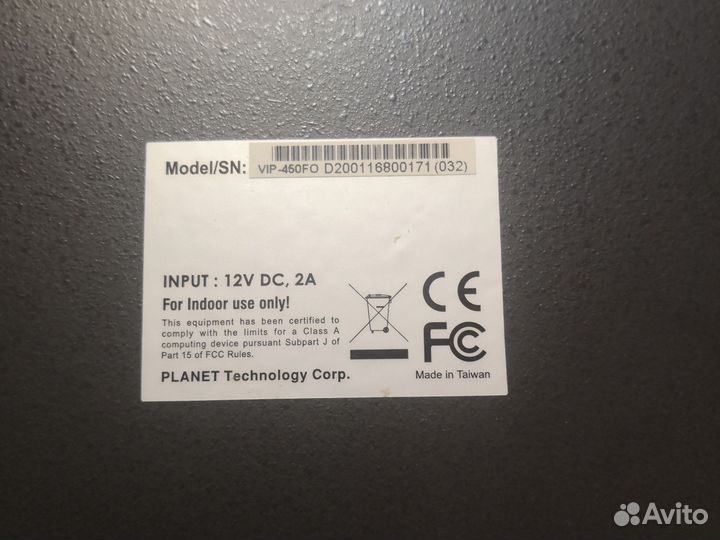 Model/SN: VIP-450FO D200116800171 (032)
INPUT : 12V DC, 2A
For Indoor use only!
This equipment has been certified to
comply with the limits for a Class A
computing device pursuant Subpart J of
Part 15 of FCC Rules.
PLANET Technology Corp.
CE
FC
Made in Taiwan
Avito